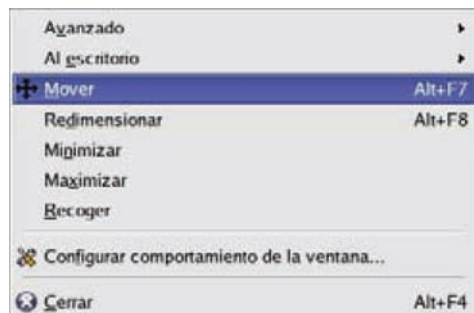 Avanzado
Al escritorio
Mover Alt+F7
Redimensionar Alt+F8
Minimizar
Maximizar
Recoger
Configurar comportamiento de la ventana...
Cerrar Alt+F4